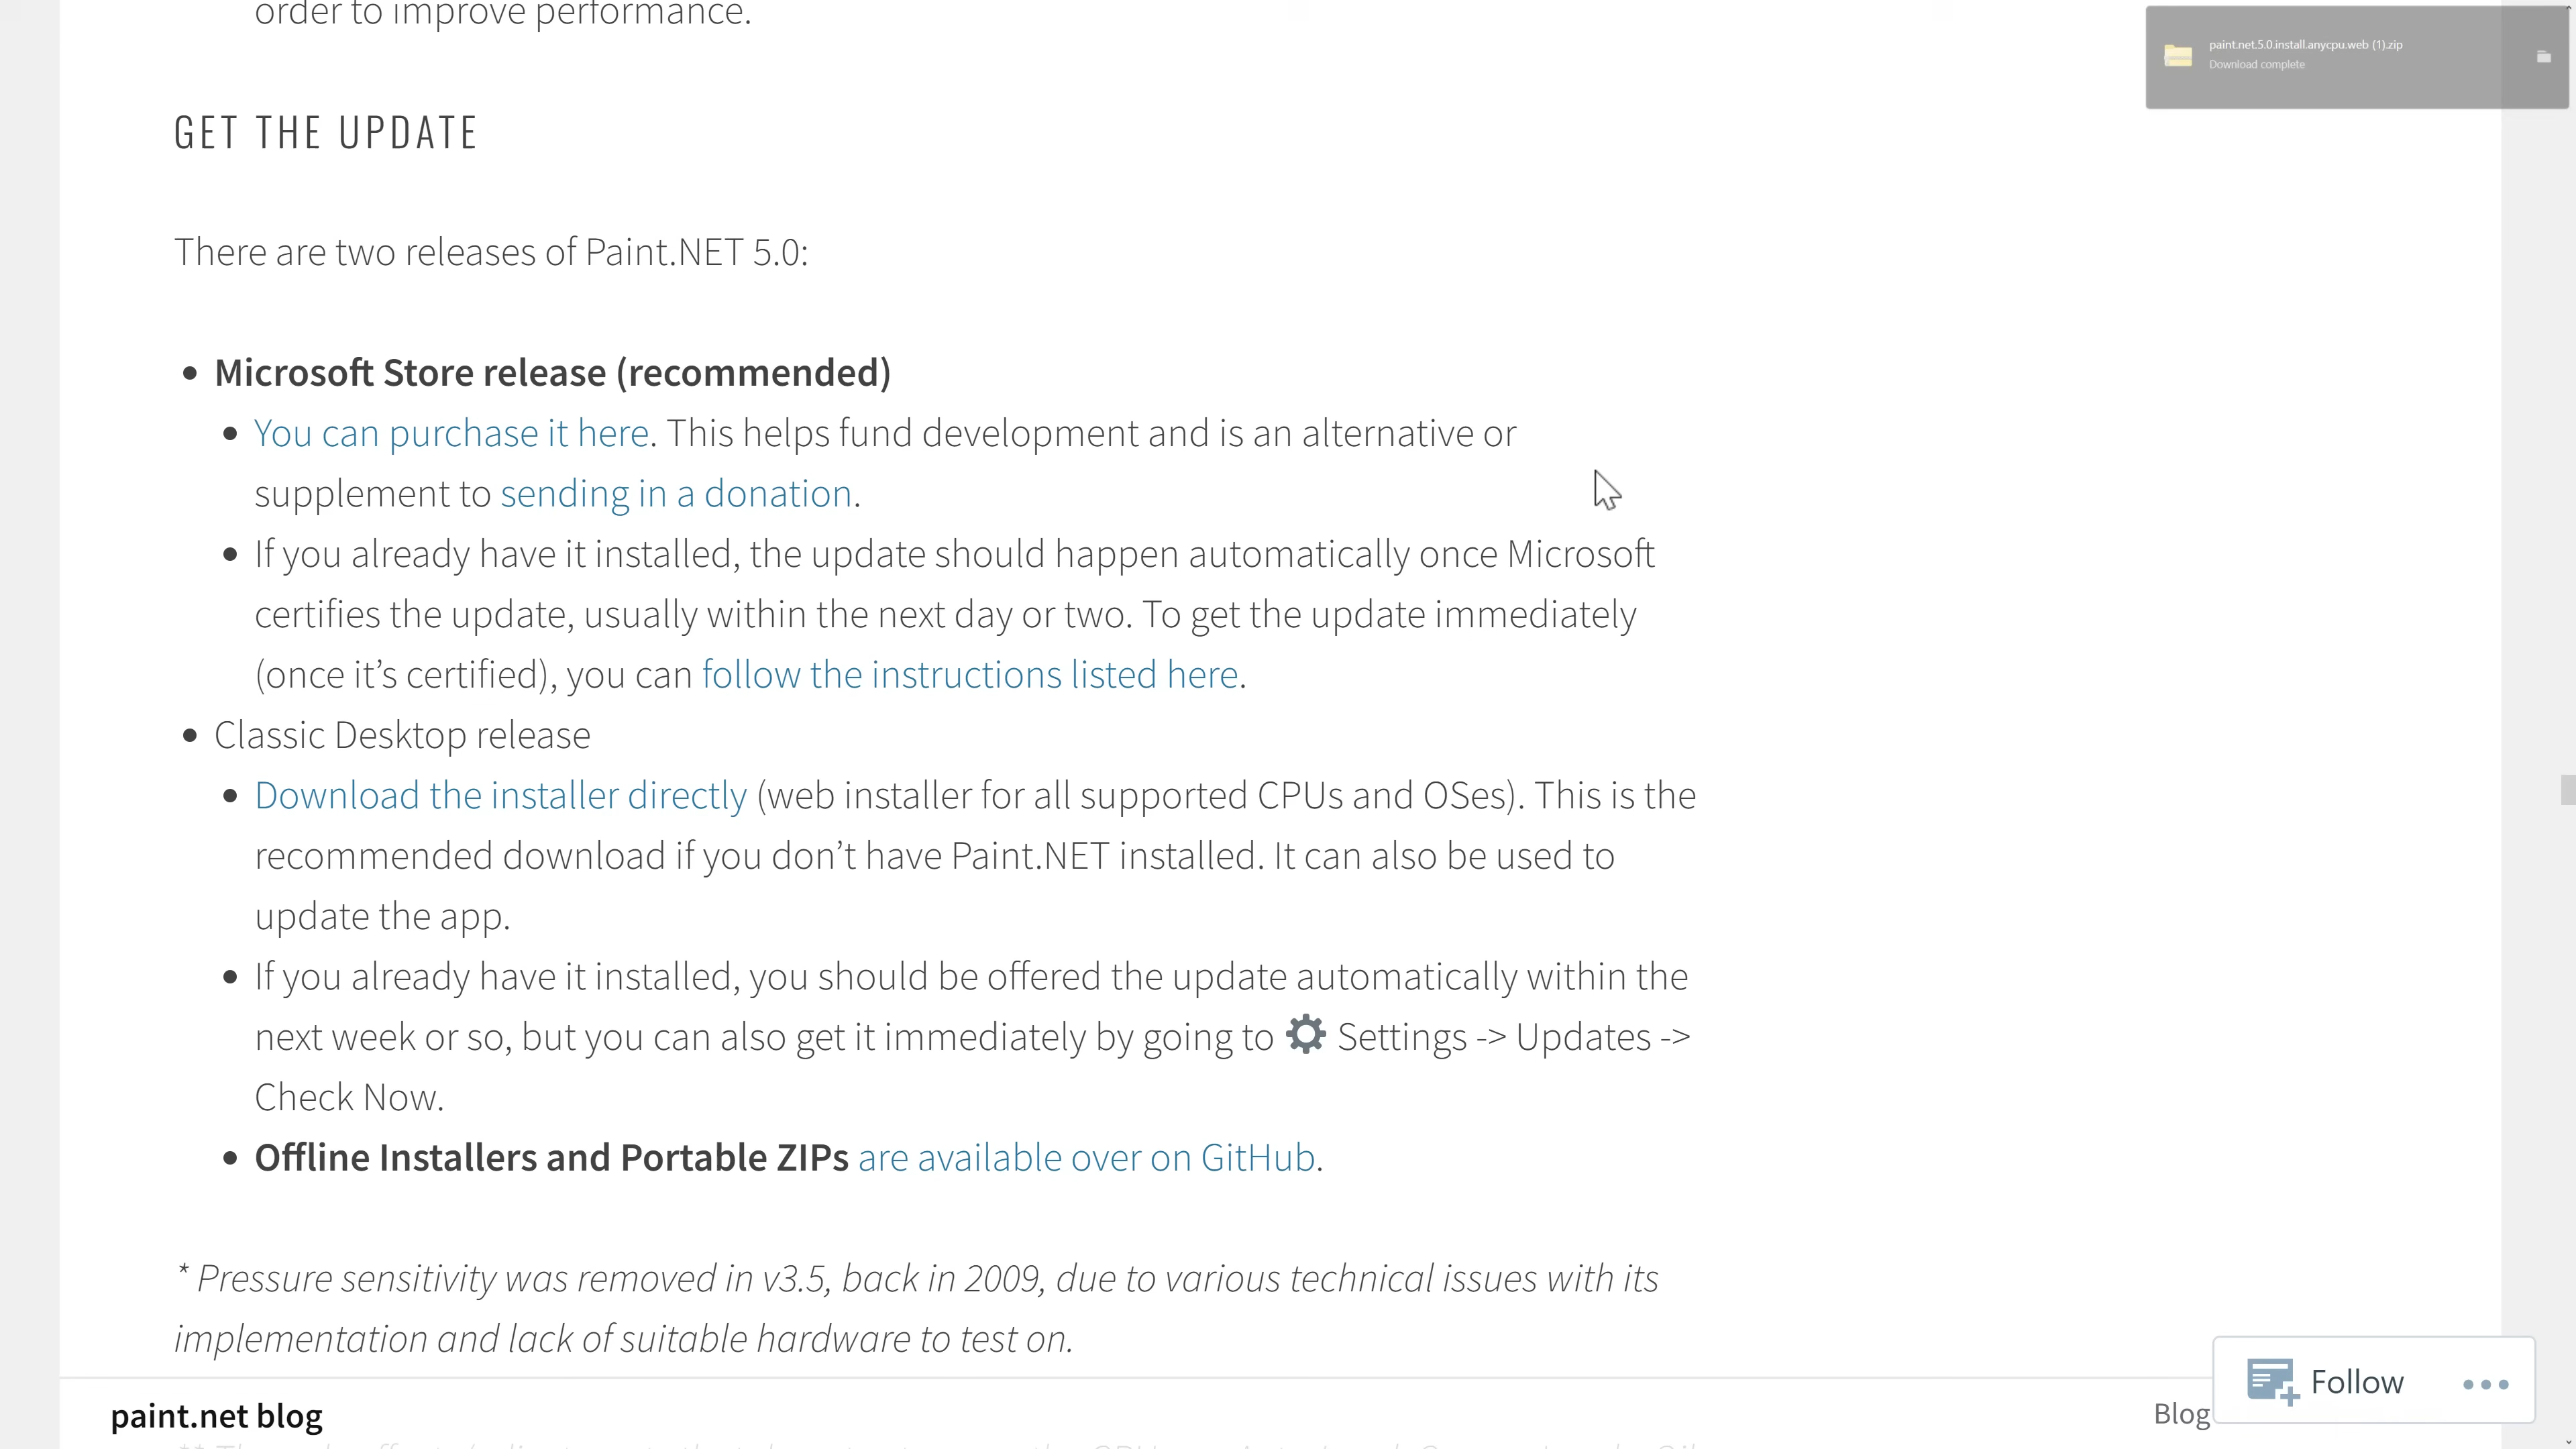 order to improve performance.
paint.net.5.0.install.anycpu.web (1).zip
Download complete
GET THE UPDATE
There are two releases of Paint.NET 5.0:
• Microsoft Store release (recommended)
• You can purchase it here. This helps fund development and is an alternative or
supplement to sending in a donation.
• If you already have it installed, the update should happen automatically once Microsoft
certifies the update, usually within the next day or two. To get the update immediately
(once it’s certified), you can follow the instructions listed here.
• Classic Desktop release
• Download the installer directly (web installer for all supported CPUs and OSes). This is the
recommended download if you don’t have Paint.NET installed. It can also be used to
update the app.
• If you already have it installed, you should be offered the update automatically within the
next week or so, but you can also get it immediately by going to Settings -> Updates ->
Check Now.
• Offline Installers and Portable ZIPs are available over on GitHub.
* Pressure sensitivity was removed in v3.5, back in 2009, due to various technical issues with its
implementation and lack of suitable hardware to test on.
paint.net blog
Blog
Follow